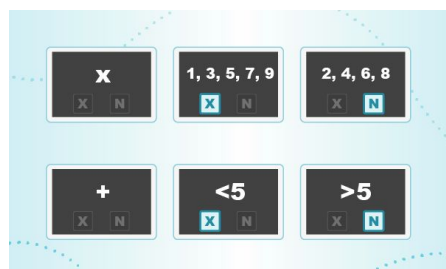 X
1, 3, 5, 7, 9
2, 4, 6, 8
X N
X N
X N
+
<5
>5
X N
X N
X N